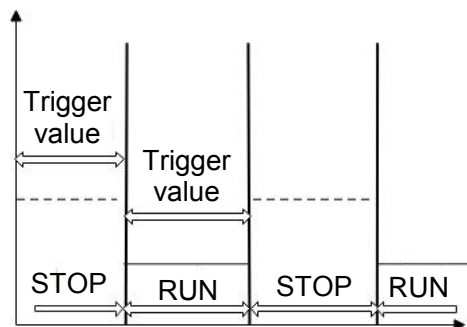 Trigger
value
Trigger
value
STOP RUN STOP RUN